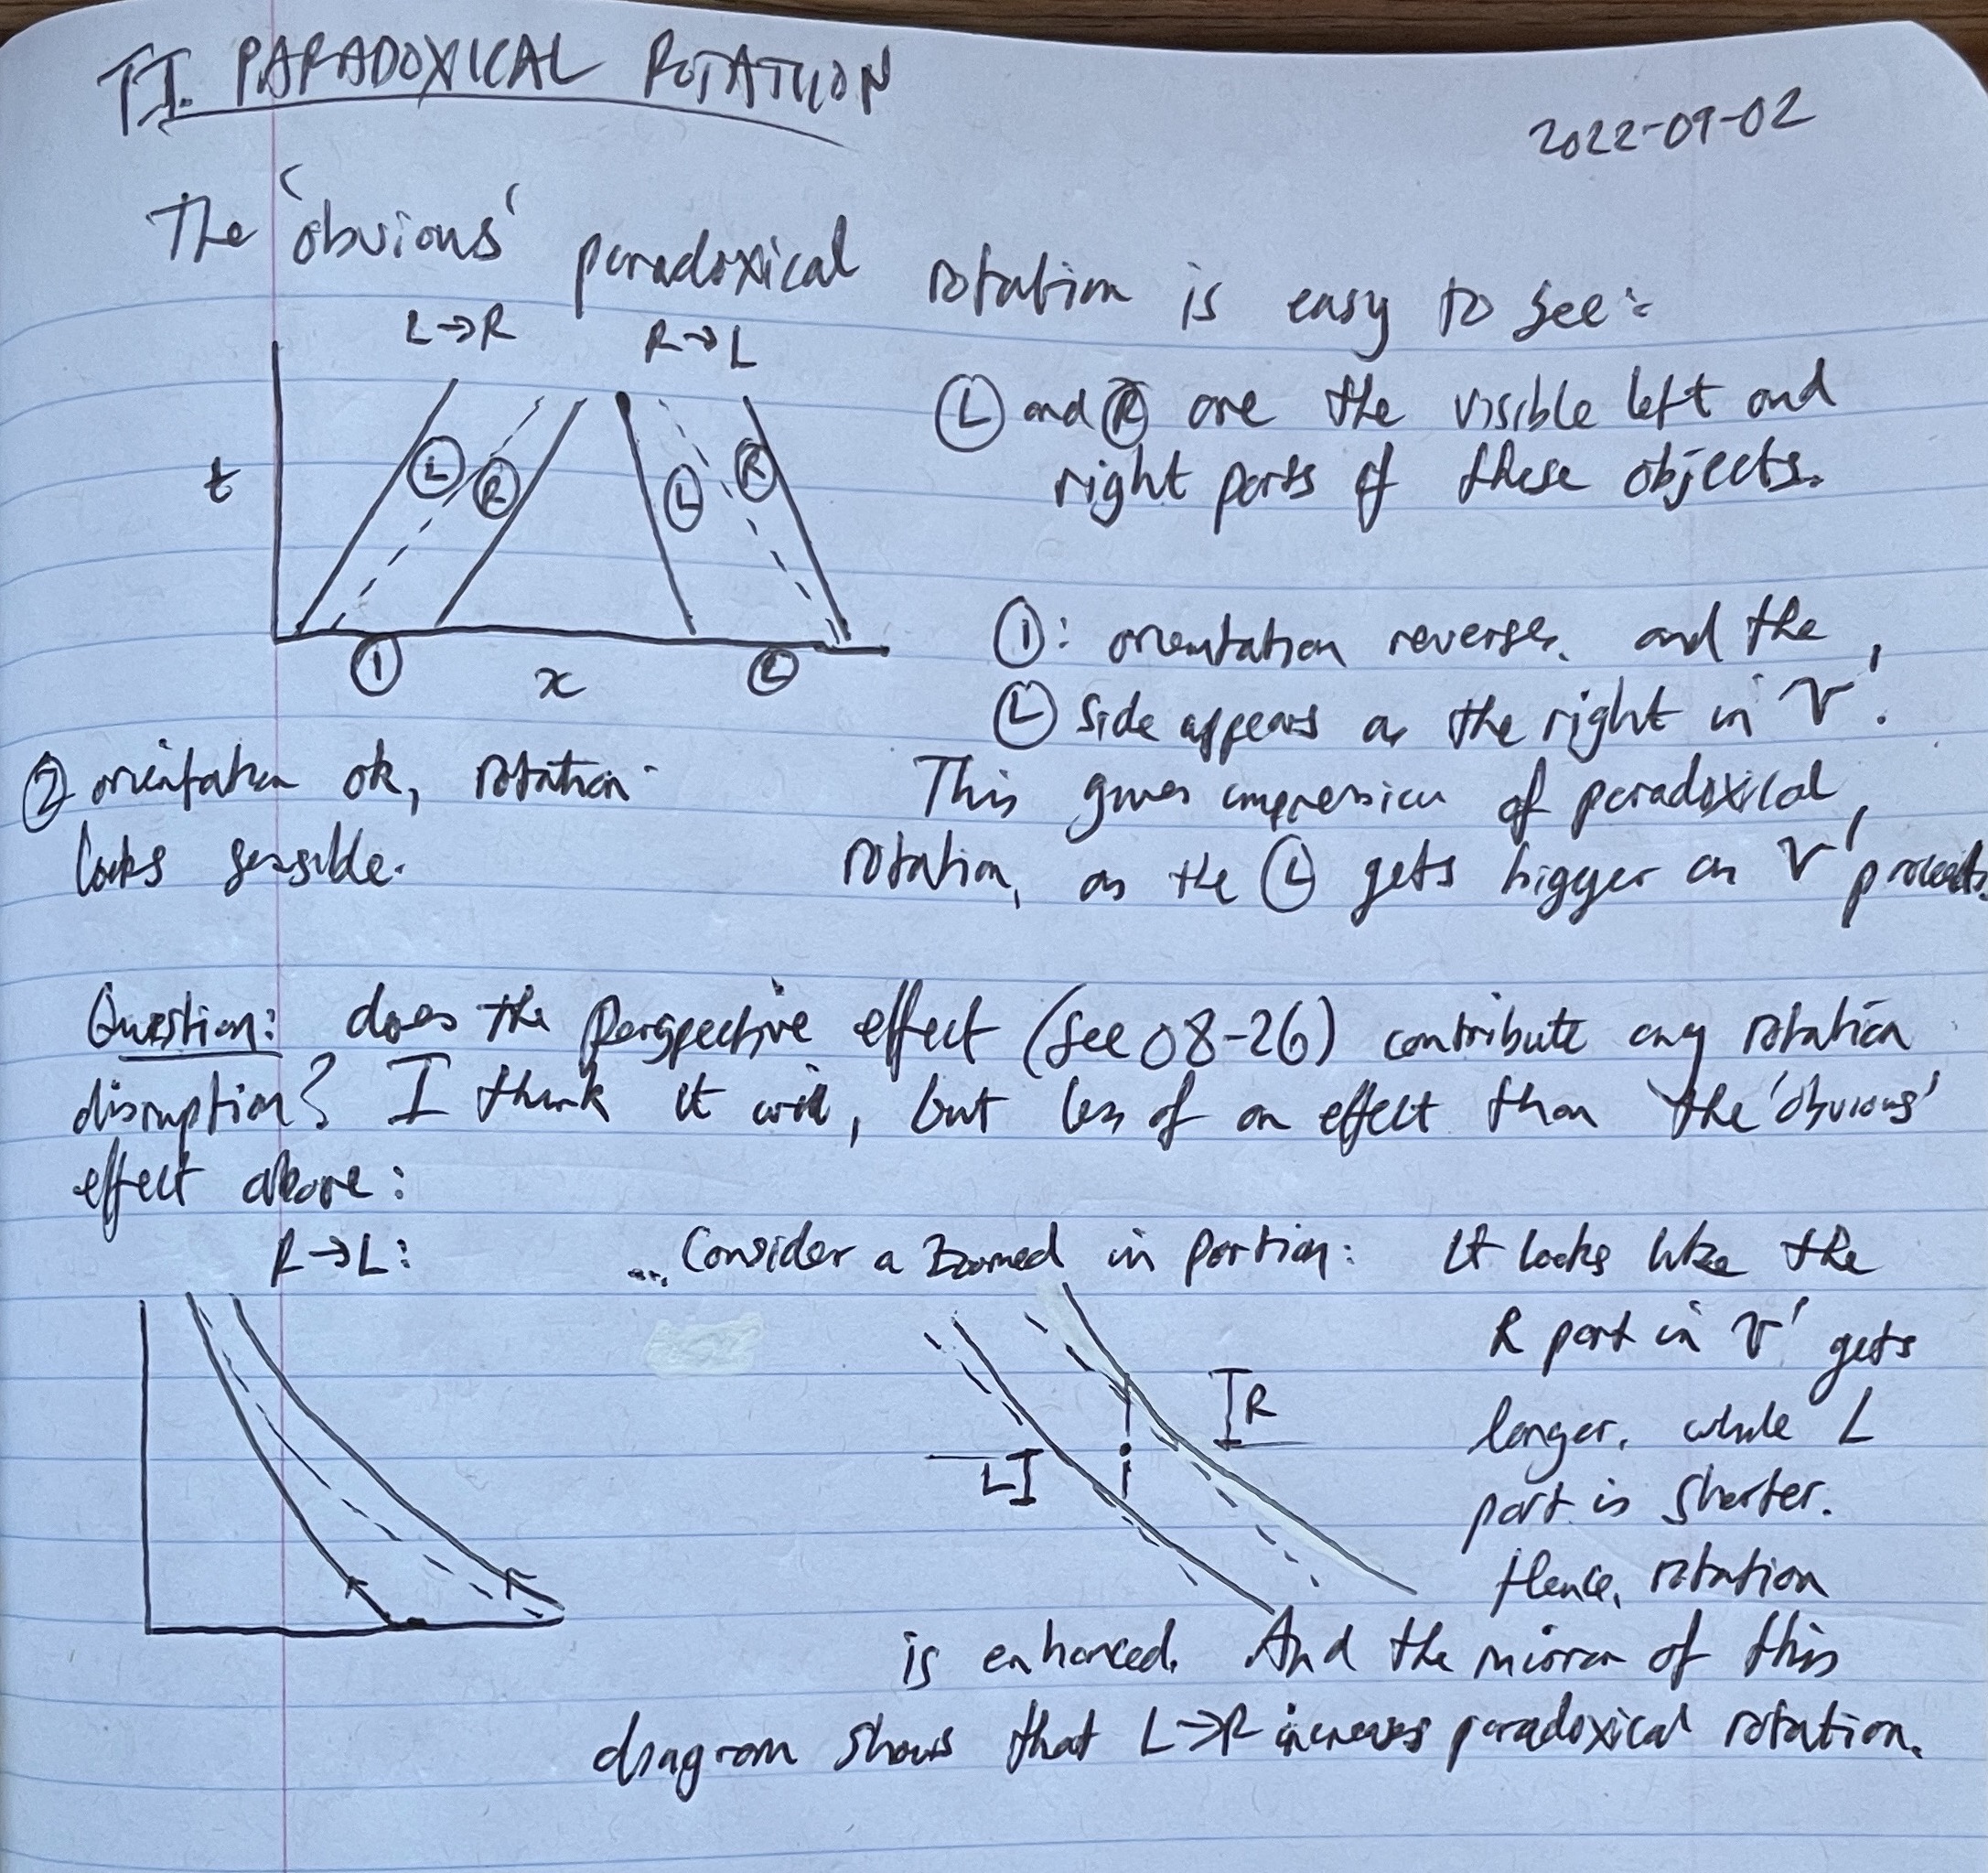 TI. PARADOXICAL ROTATION
2022-09-02
The 'obvious' paradoxical rotation is easy to see:
L→R R→L
t
L R L R
① x
Ⓛ and Ⓡ are the visible left and
right parts of these objects.
①: orientation reverses. and the
Ⓛ side appears as the right in V'.
This gives impression of paradoxical
rotation, as the Ⓛ gets bigger as V' proceeds.
② orientation ok, rotation
looks sensible.
Question: does the perspective effect (see 08-26) contribute any rotation
disruption? I think it will, but less of an effect than the 'obvious'
effect above:
R→L:
...Consider a zoomed in portion:
L
R
It looks like the
R part in V' gets
longer, while L
part is shorter.
Hence, rotation
is enhanced. And the mirror of this
diagram shows that L→R increases paradoxical rotation.